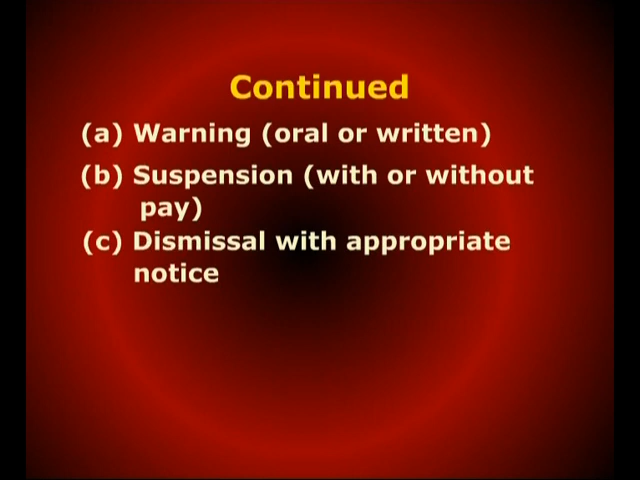 Continued
(a) Warning (oral or written)
(b) Suspension (with or without
pay)
(c) Dismissal with appropriate
notice